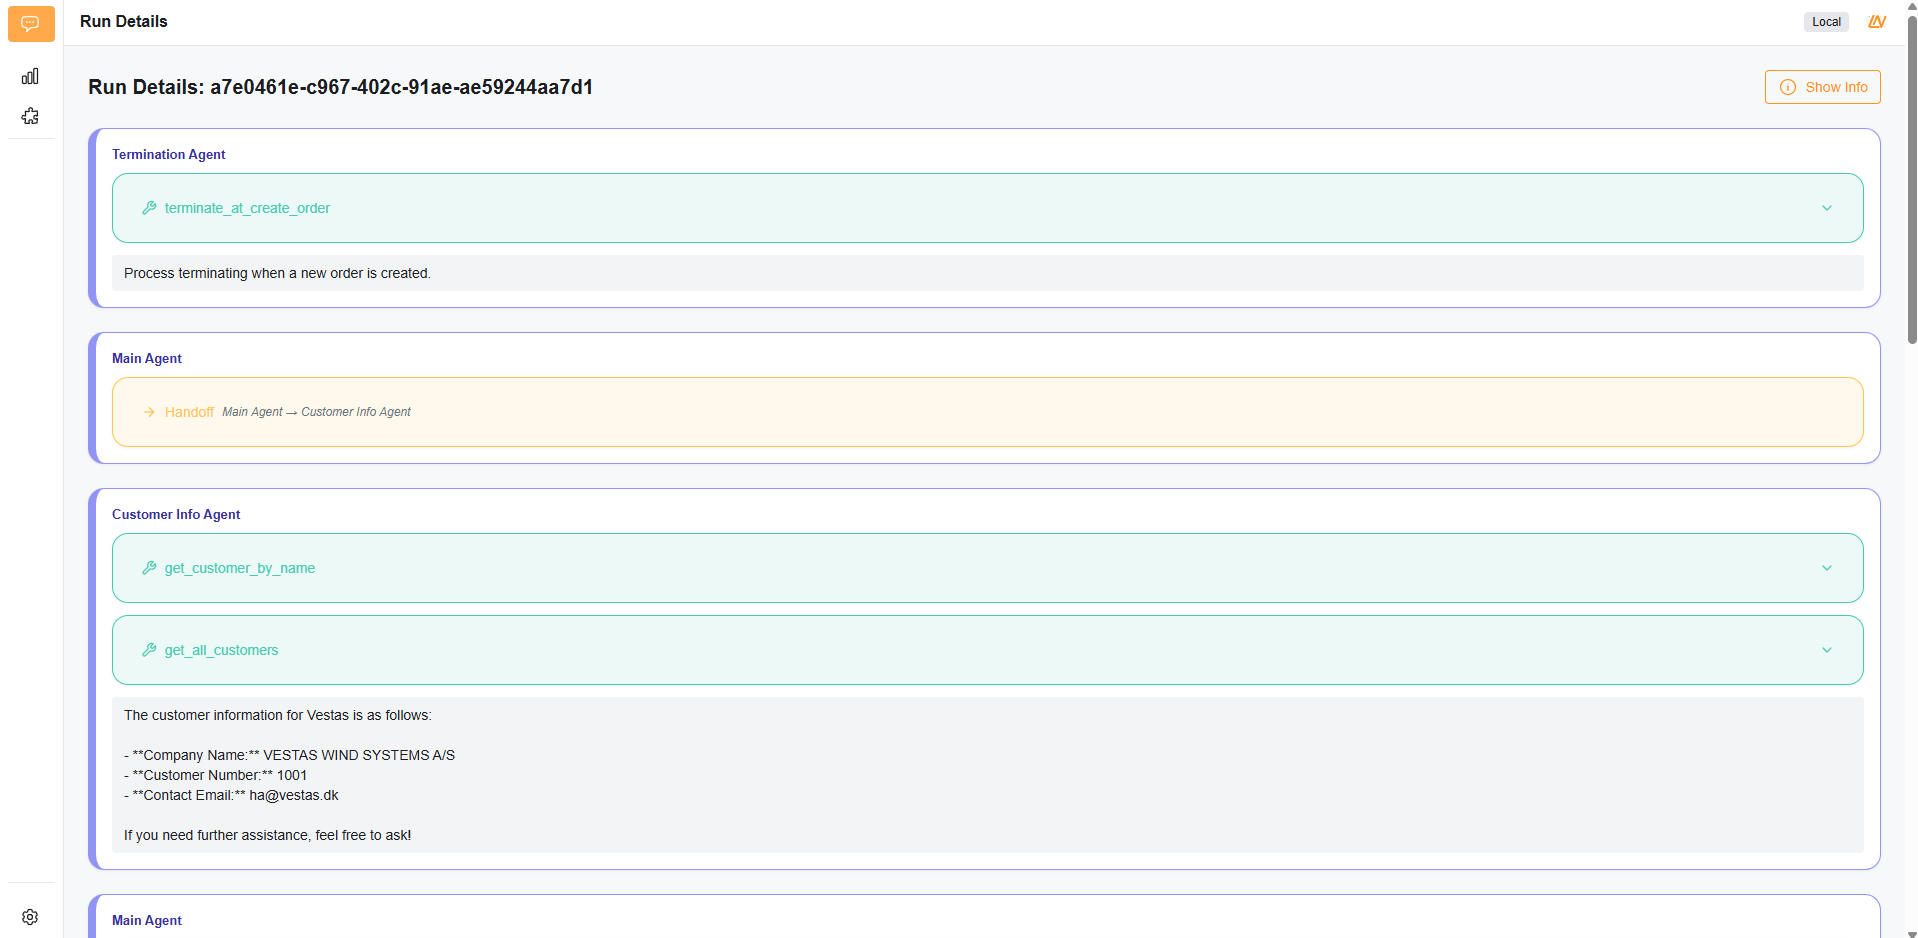 Run Details
Local
Run Details: a7e0461e-c967-402c-91ae-ae59244aa7d1
Show Info
Termination Agent
terminate_at_create_order
Process terminating when a new order is created.
Main Agent
Handoff Main Agent → Customer Info Agent
Customer Info Agent
get_customer_by_name
get_all_customers
The customer information for Vestas is as follows:
- **Company Name:** VESTAS WIND SYSTEMS A/S
- **Customer Number:** 1001
- **Contact Email:** ha@vestas.dk
If you need further assistance, feel free to ask!
Main Agent